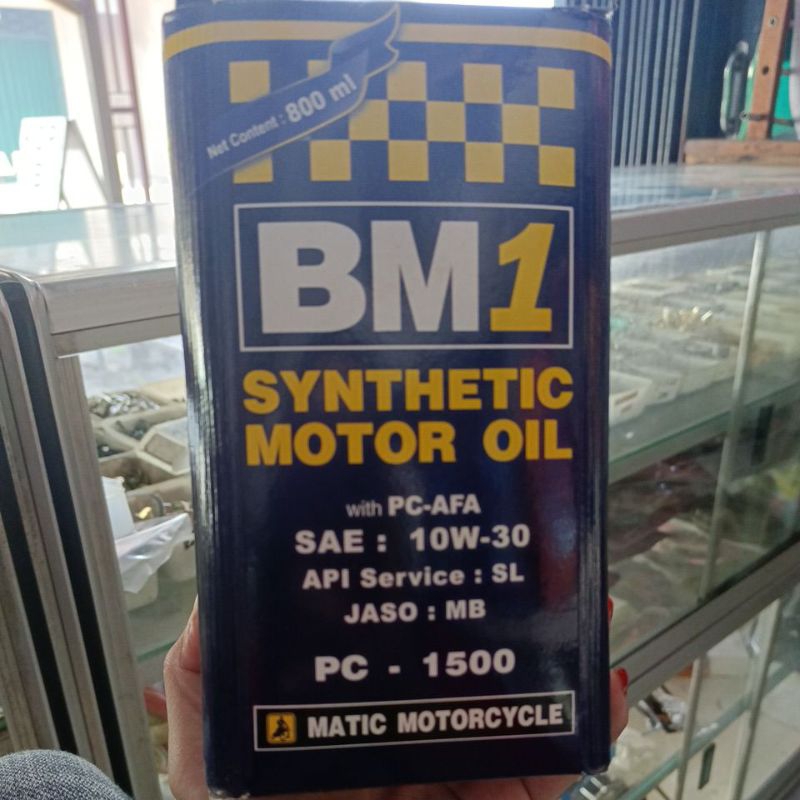 Net Content : 800 ml
BM1
SYNTHETIC
MOTOR OIL
with PC-AFA
SAE : 10W-30
API Service : SL
JASO : MB
PC - 1500
MATIC MOTORCYCLE